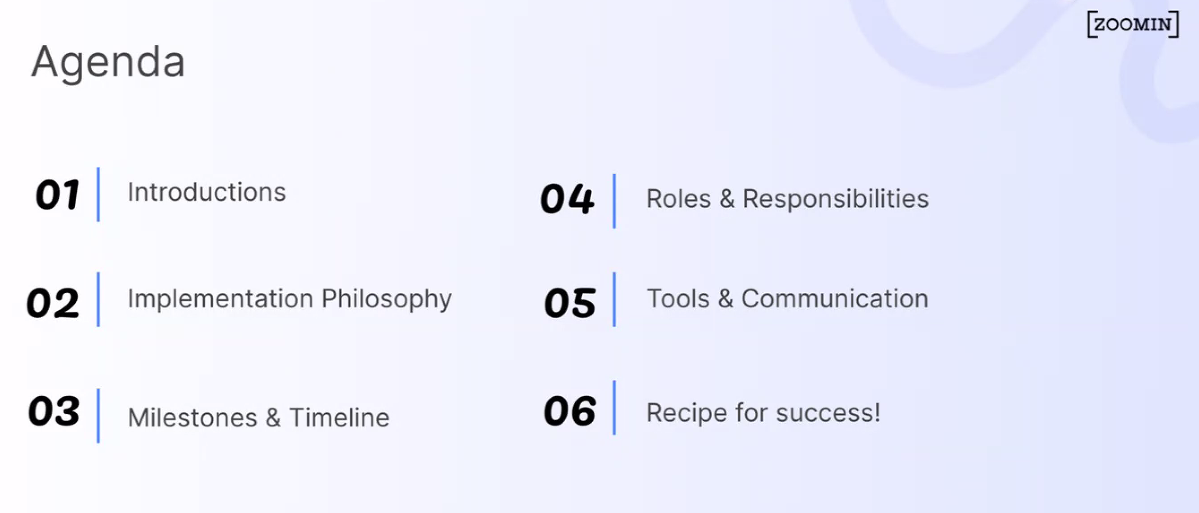 [ZOOMIN]
Agenda
01 Introductions
02 Implementation Philosophy
03 Milestones & Timeline
04 Roles & Responsibilities
05 Tools & Communication
06 Recipe for success!